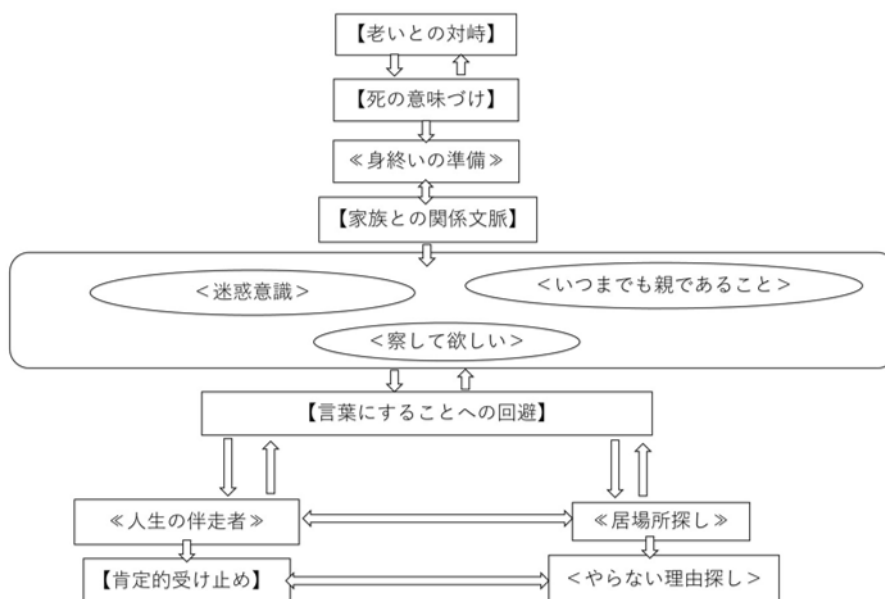 【老いとの対峙】
【死の意味づけ】
≪身終いの準備≫
【家族との関係文脈】
＜迷惑意識＞
＜いつまでも親であること＞
＜察して欲しい＞
【言葉にすることへの回避】
≪人生の伴走者≫
≪居場所探し≫
【肯定的受け止め】
＜やらない理由探し＞